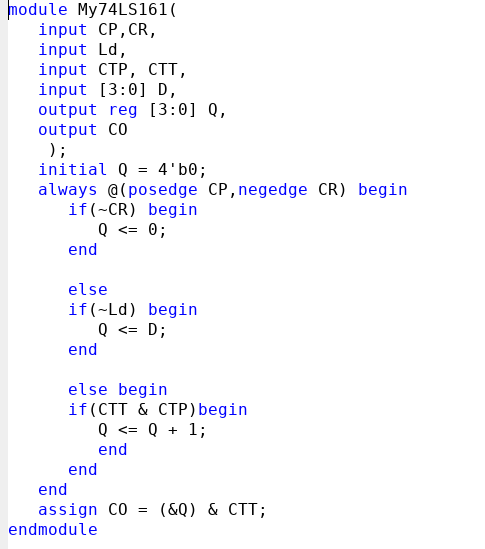 module My74LS161(
   input CP,CR,
   input Ld,
   input CTP, CTT,
   input [3:0] D,
   output reg [3:0] Q,
   output CO
    );
   initial Q = 4'b0;
   always @(posedge CP,negedge CR) begin
      if(~CR) begin
         Q <= 0;
      end

      else
      if(~Ld) begin
         Q <= D;
      end

      else begin
      if(CTT & CTP)begin
         Q <= Q + 1;
         end
      end
   end
   assign CO = (&Q) & CTT;
endmodule